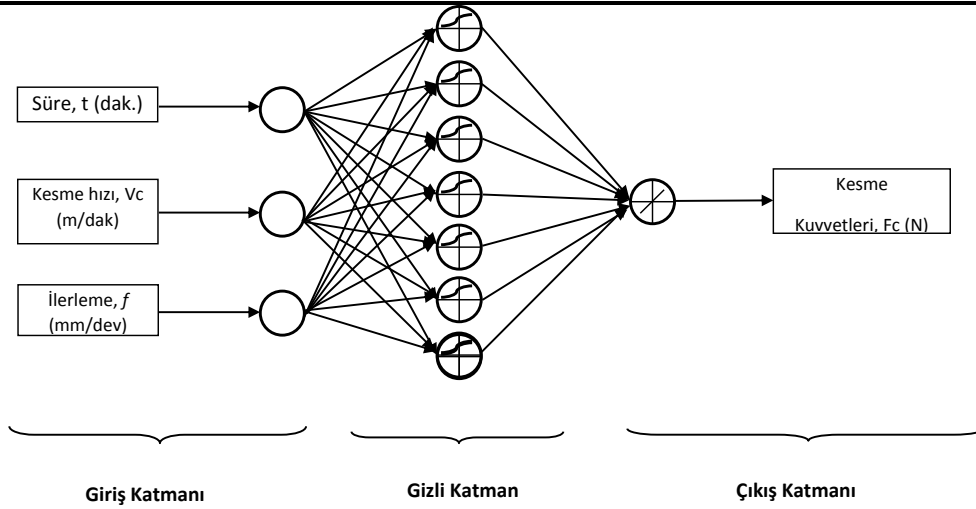 Süre, t (dak.)
Kesme hızı, Vc
(m/dak)
İlerleme, f
(mm/dev)
Kesme
Kuvvetleri, Fc (N)
Giriş Katmanı
Gizli Katman
Çıkış Katmanı